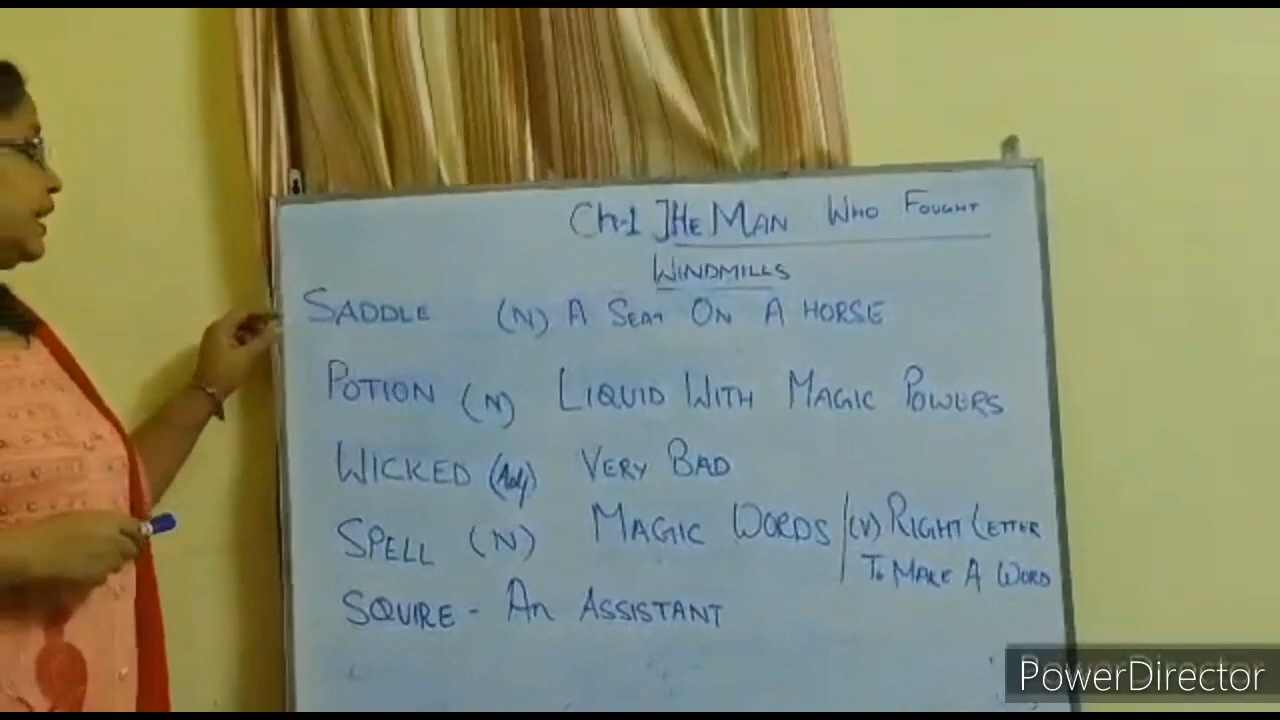 Ch-1 THE MAN WHO FOUGHT
WINDMILLS
SADDLE (N) A SEAT ON A HORSE
POTION (N) LIQUID WITH MAGIC POWERS
WICKED (Adj) VERY BAD
SPELL (N) MAGIC WORDS / (V) RIGHT LETTER
TO MAKE A WORD
SQUIRE - An ASSISTANT
PowerDirector